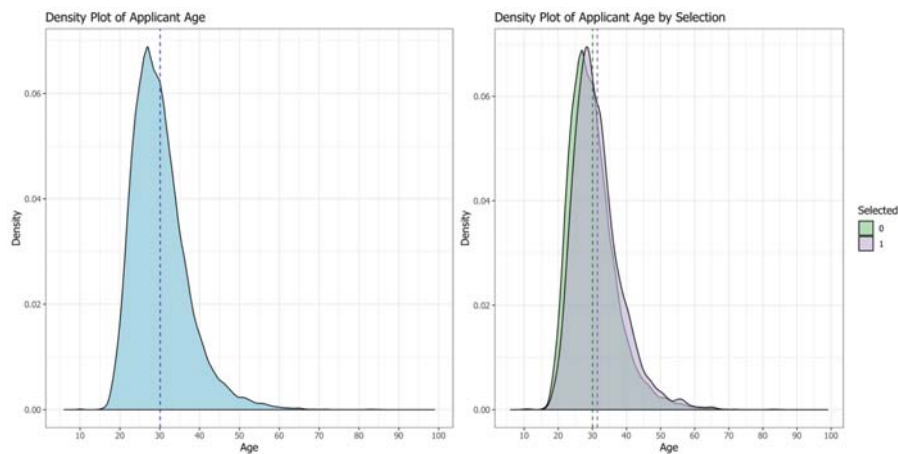 Density Plot of Applicant Age
0.06
0.04
0.02
0.00
Density
10 20 30 40 50 60 70 80 90 100
Age
Density Plot of Applicant Age by Selection
0.06
0.04
0.02
0.00
Density
10 20 30 40 50 60 70 80 90 100
Age
Selected
0
1